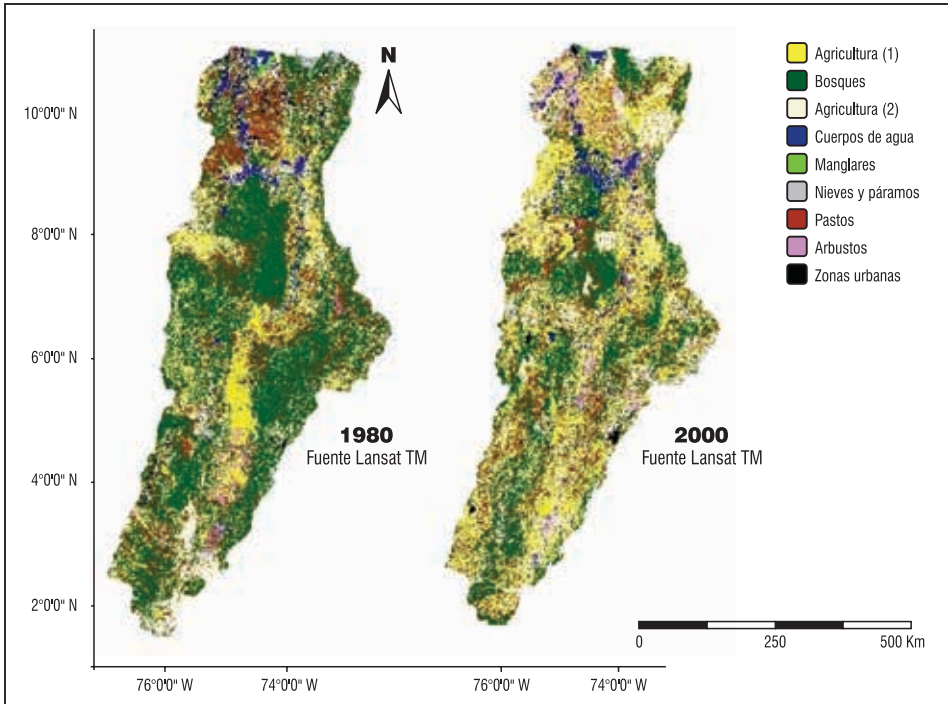 N
10°0'0" N
8°0'0" N
6°0'0" N
4°0'0" N
2°0'0" N
1980
Fuente Lansat TM
2000
Fuente Lansat TM
Agricultura (1)
Bosques
Agricultura (2)
Cuerpos de agua
Manglares
Nieves y páramos
Pastos
Arbustos
Zonas urbanas
0 250 500 Km
76°0'0" W 74°0'0" W 76°0'0" W 74°0'0" W